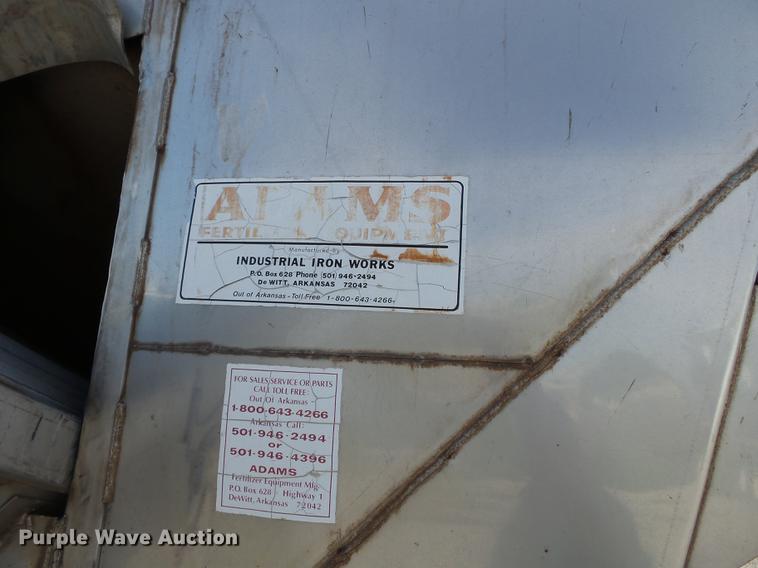 ADAMS
FERTILIZER EQUIPMENT
Manufactured By
INDUSTRIAL IRON WORKS
P.O. Box 628 Phone (501) 946-2494
De WITT, ARKANSAS 72042
Out of Arkansas - Toll Free 1-800-643-4266
FOR SALES, SERVICE OR PARTS
CALL TOLL FREE:
Out Of Arkansas -
1-800-643-4266
Arkansas Call:
501-946-2494
or
501-946-4396
ADAMS
Fertilizer Equipment Mfg.
P.O. Box 628 Highway 1
DeWitt, Arkansas 72042
Purple Wave Auction